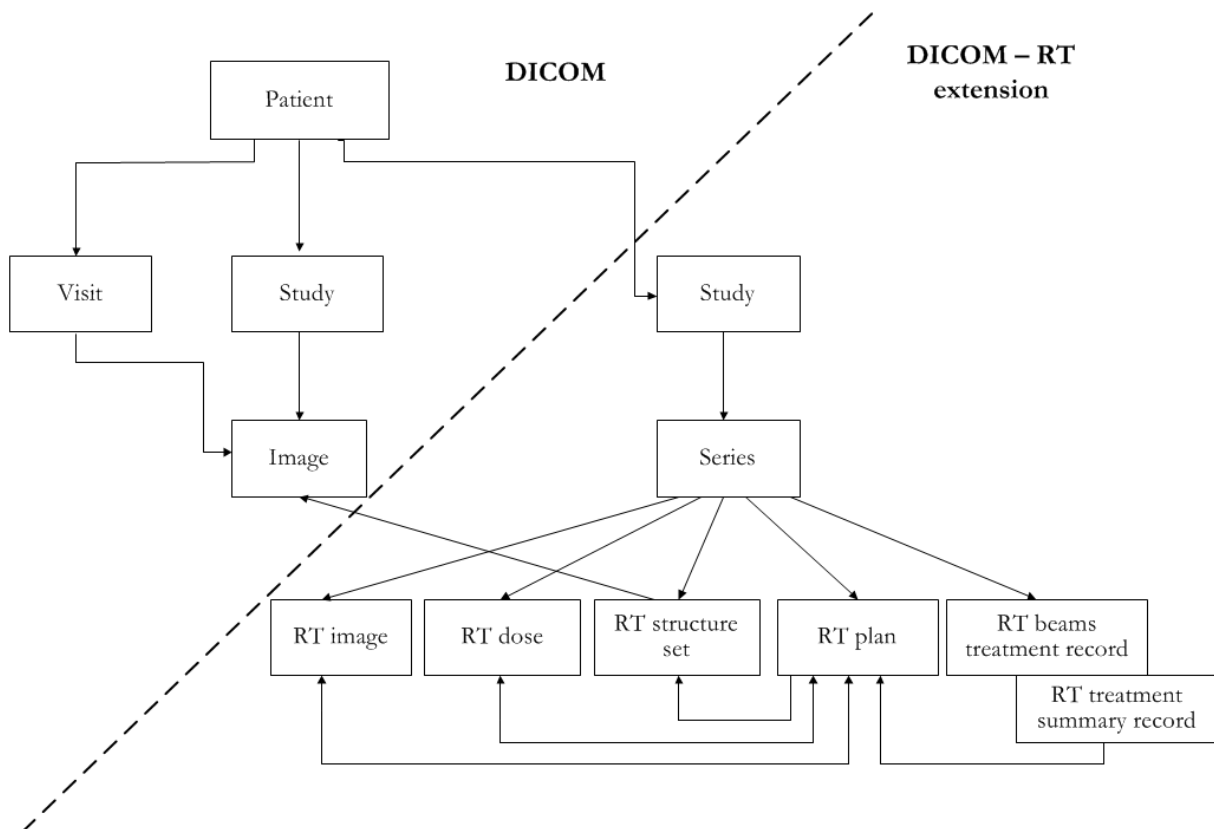 DICOM
DICOM – RT
extension
Patient
Visit
Study
Study
Image
Series
RT image
RT dose
RT structure
set
RT plan
RT beams
treatment record
RT treatment
summary record